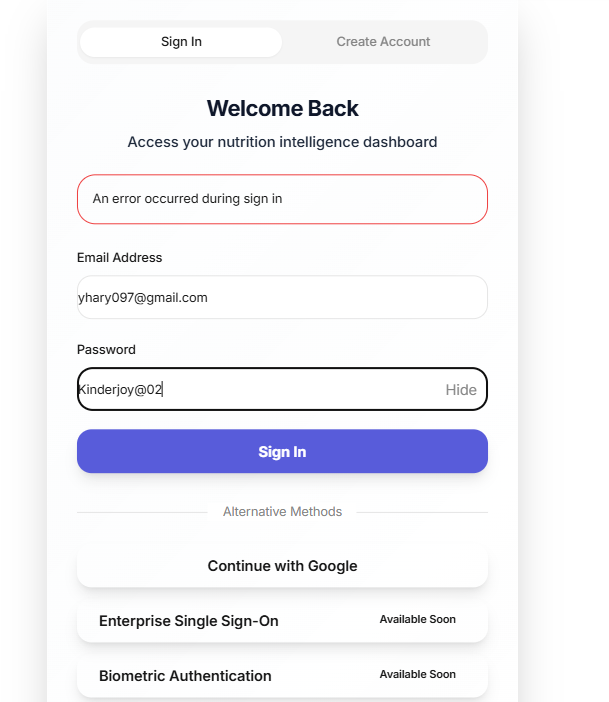 Sign In
Create Account
Welcome Back
Access your nutrition intelligence dashboard
An error occurred during sign in
Email Address
yhary097@gmail.com
Password
Kinderjoy@02
Hide
Sign In
Alternative Methods
Continue with Google
Enterprise Single Sign-On
Available Soon
Biometric Authentication
Available Soon